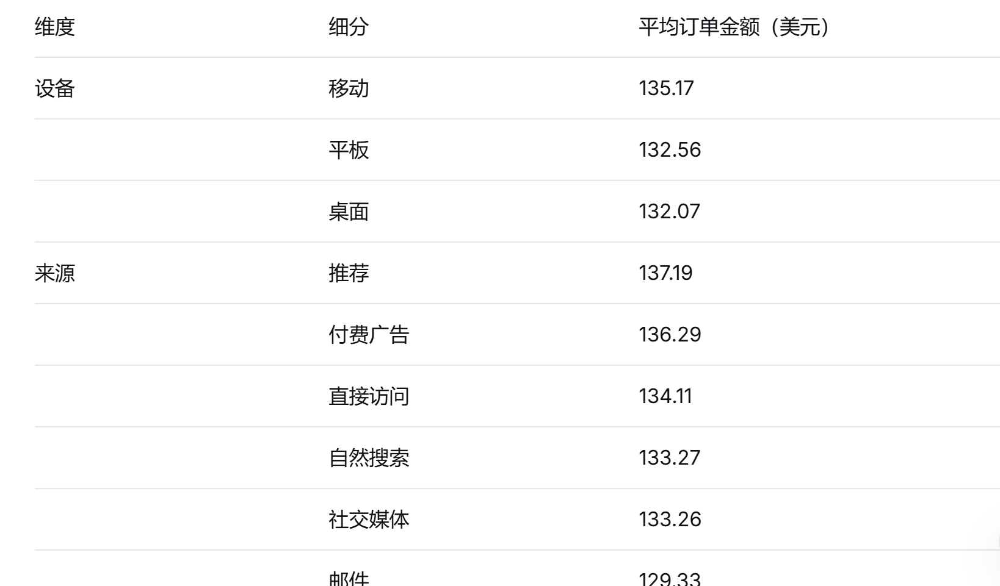 维度 细分 平均订单金额（美元）
设备 移动 135.17
平板 132.56
桌面 132.07
来源 推荐 137.19
付费广告 136.29
直接访问 134.11
自然搜索 133.27
社交媒体 133.26
邮件 129.33